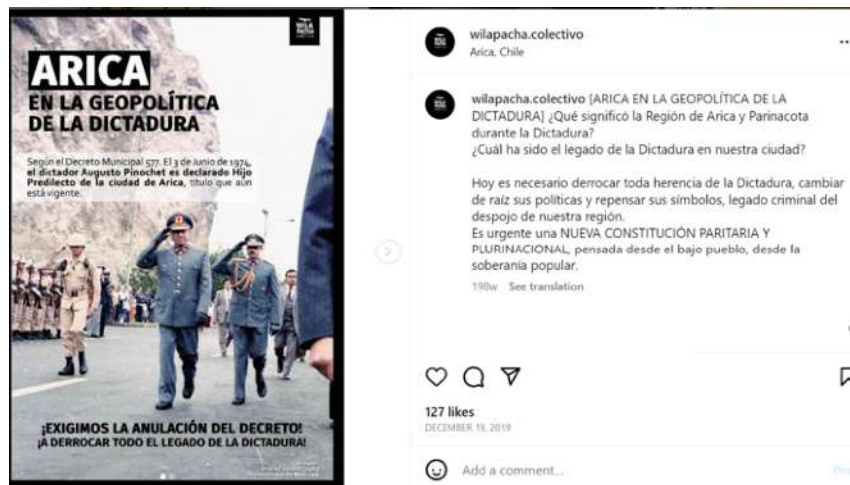 WILA
PACHA
ARICA
EN LA GEOPOLÍTICA
DE LA DICTADURA
Según el Decreto Municipal 577. El 3 de Junio de 1974,
el dictador Augusto Pinochet es declarado Hijo
Predilecto de la ciudad de Arica, título que aún
está vigente.
¡EXIGIMOS LA ANULACIÓN DEL DECRETO!
¡A DERROCAR TODO EL LEGADO DE LA DICTADURA!
wilapacha.colectivo
Arica, Chile
wilapacha.colectivo [ARICA EN LA GEOPOLÍTICA DE LA
DICTADURA] ¿Qué significó la Región de Arica y Parinacota
durante la Dictadura?
¿Cuál ha sido el legado de la Dictadura en nuestra ciudad?
Hoy es necesario derrocar toda herencia de la Dictadura, cambiar
de raíz sus políticas y repensar sus símbolos, legado criminal del
despojo de nuestra región.
Es urgente una NUEVA CONSTITUCIÓN PARITARIA Y
PLURINACIONAL, pensada desde el bajo pueblo, desde la
soberanía popular.
198w See translation
127 likes
DECEMBER 19, 2019
Add a comment...